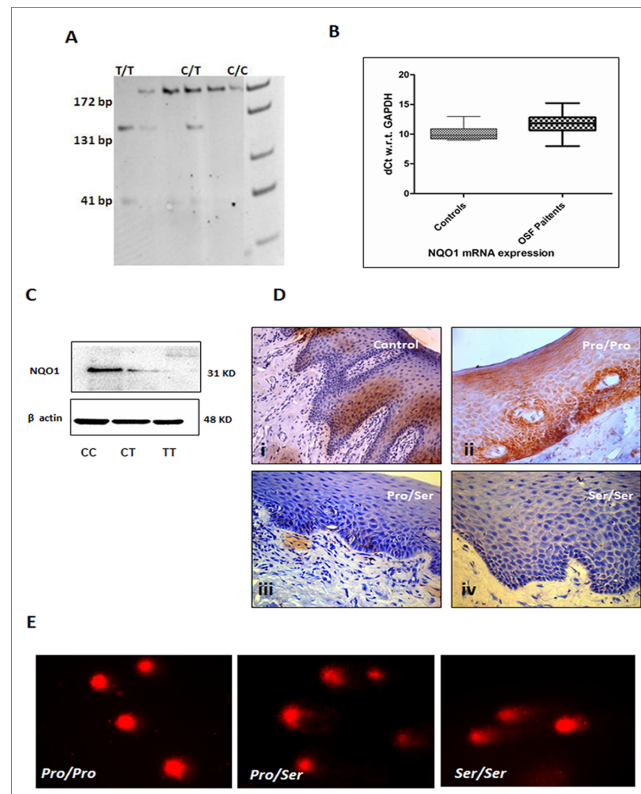 A
T/T C/T C/C
172 bp
131 bp
41 bp
B
20
15
10
5
0
dCt w.r.t. GAPDH
Controls
OSF Paitents
NQO1 mRNA expression
C
NQO1
31 KD
β actin
48 KD
CC CT TT
D
Control
i
Pro/Pro
ii
Pro/Ser
iii
Ser/Ser
iv
E
Pro/Pro
Pro/Ser
Ser/Ser